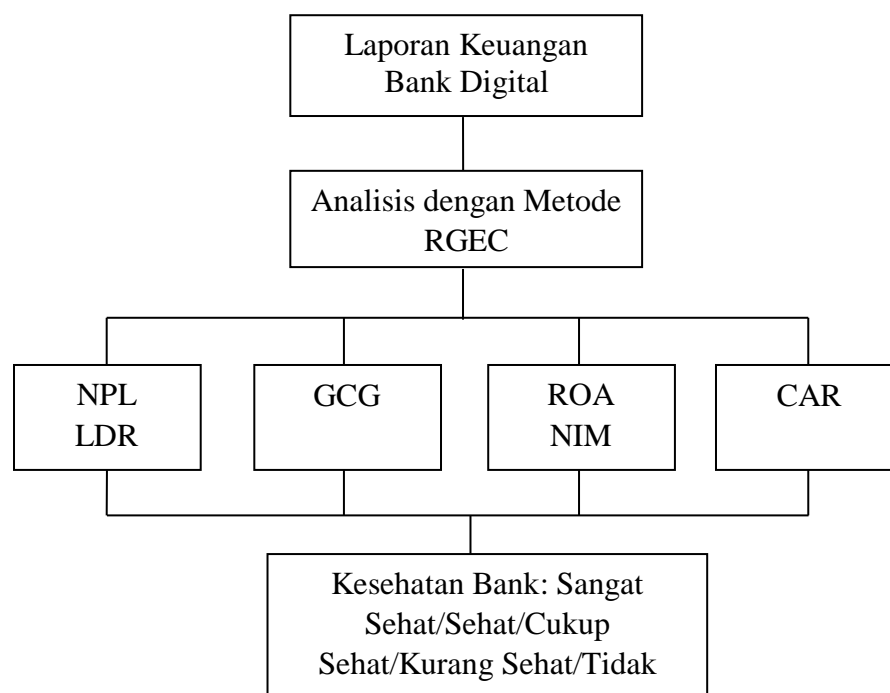 Laporan Keuangan
Bank Digital
Analisis dengan Metode
RGEC
NPL
LDR
GCG
ROA
NIM
CAR
Kesehatan Bank: Sangat
Sehat/Sehat/Cukup
Sehat/Kurang Sehat/Tidak